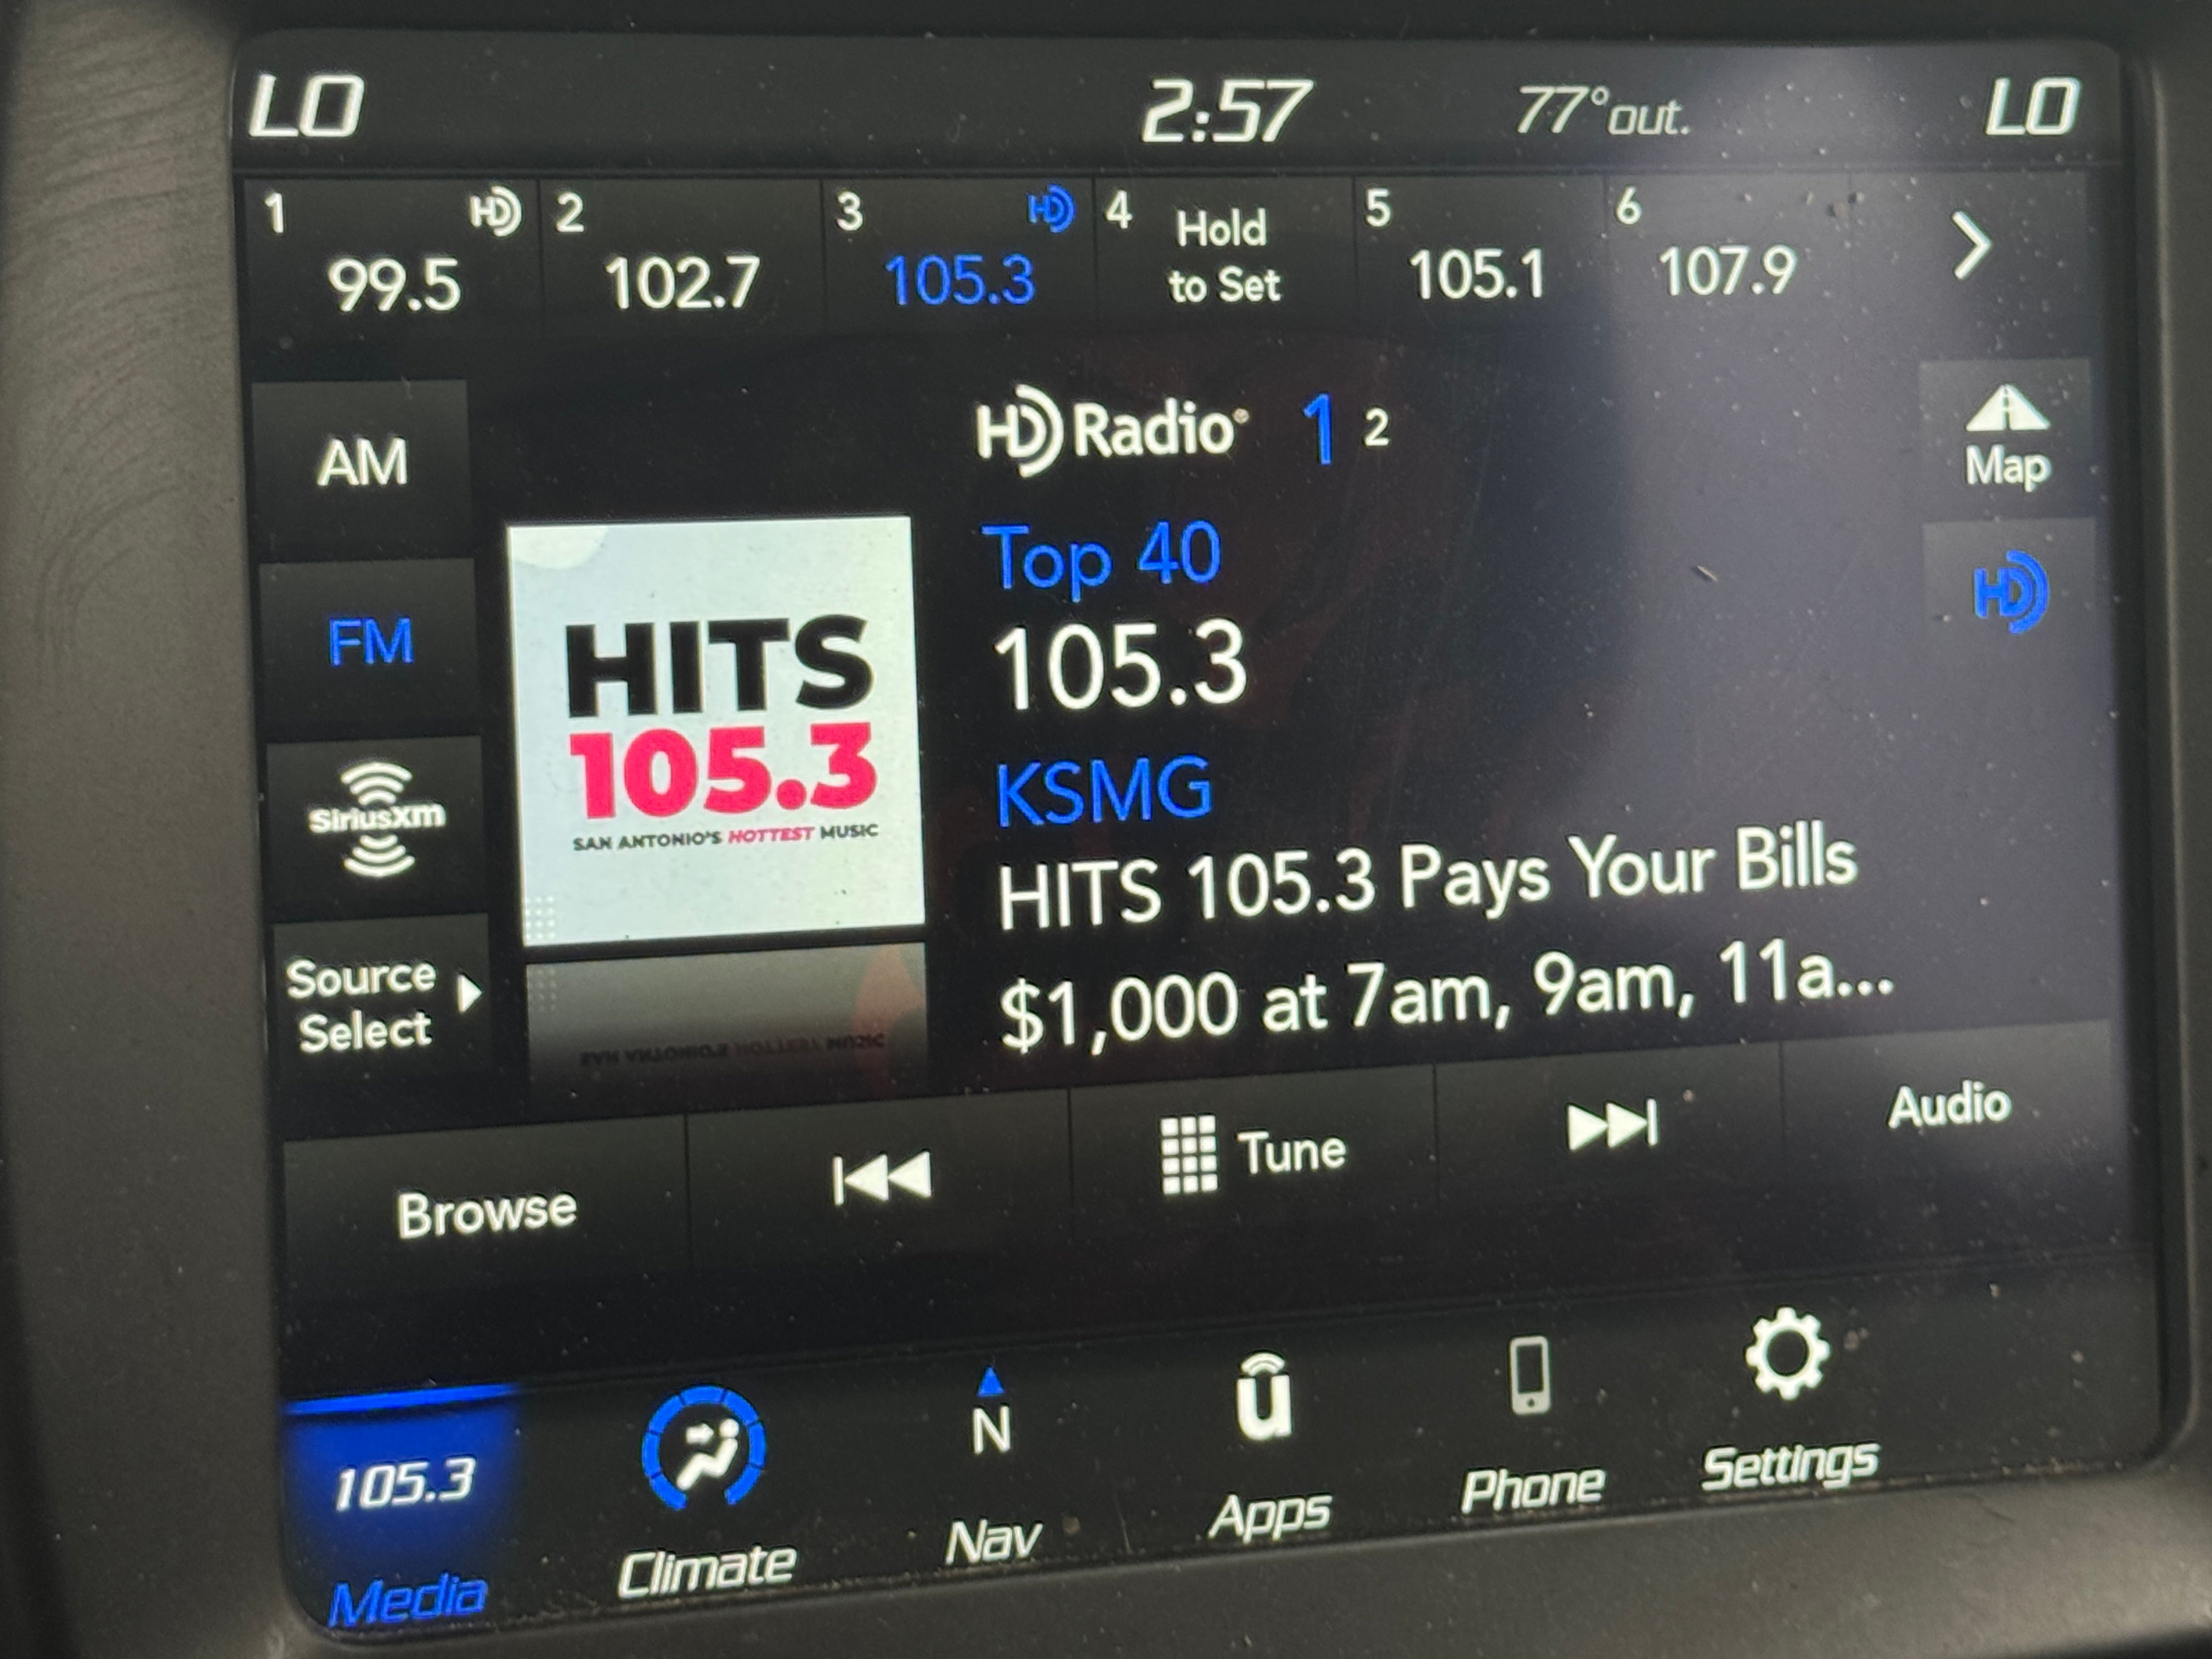 LO 2:57 77°out. LO
1 HD 2 3 HD 4 Hold 5 6
99.5 102.7 105.3 to Set 105.1 107.9
HD Radio® 1 2
AM
Map
Top 40
HD
105.3
FM
HITS
105.3
SAN ANTONIO'S HOTTEST MUSIC
KSMG
SiriusXM
HITS 105.3 Pays Your Bills
$1,000 at 7am, 9am, 11a...
Source
Select
Browse Tune Audio
105.3 N u
Media Climate Nav Apps Phone Settings